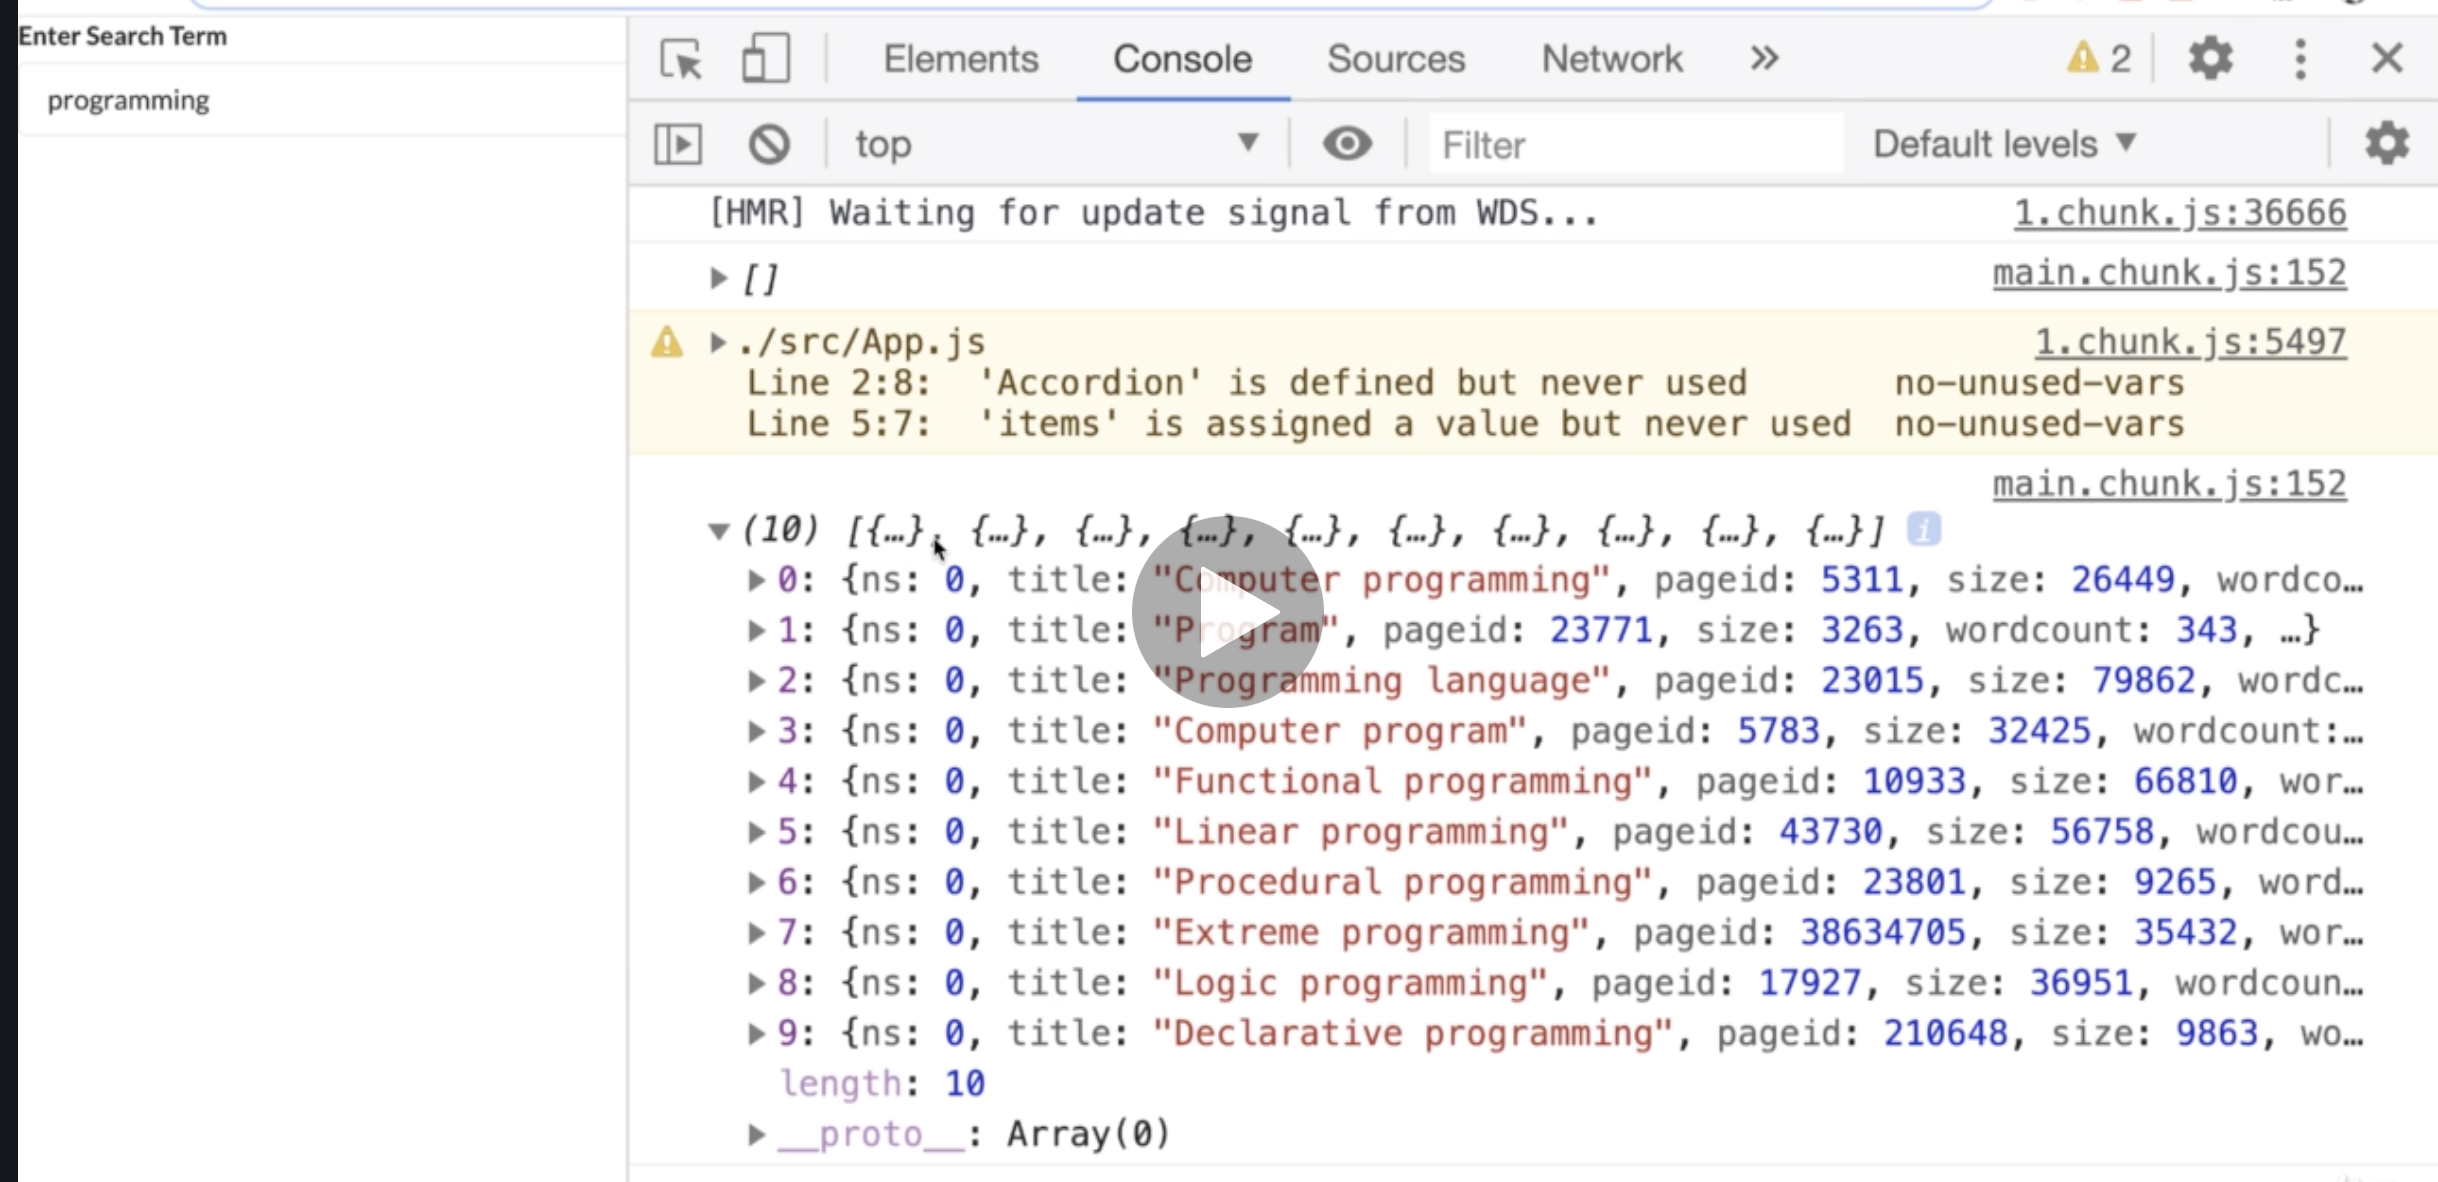 Enter Search Term
programming
Elements Console Sources Network » 2
top Filter Default levels
[HMR] Waiting for update signal from WDS... 1.chunk.js:36666
[] main.chunk.js:152
./src/App.js 1.chunk.js:5497
Line 2:8: 'Accordion' is defined but never used no-unused-vars
Line 5:7: 'items' is assigned a value but never used no-unused-vars
main.chunk.js:152
(10) [{…}, {…}, {…}, {…}, {…}, {…}, {…}, {…}, {…}, {…}] i
0: {ns: 0, title: "Computer programming", pageid: 5311, size: 26449, wordco…
1: {ns: 0, title: "Program", pageid: 23771, size: 3263, wordcount: 343, …}
2: {ns: 0, title: "Programming language", pageid: 23015, size: 79862, wordc…
3: {ns: 0, title: "Computer program", pageid: 5783, size: 32425, wordcount:…
4: {ns: 0, title: "Functional programming", pageid: 10933, size: 66810, wor…
5: {ns: 0, title: "Linear programming", pageid: 43730, size: 56758, wordcou…
6: {ns: 0, title: "Procedural programming", pageid: 23801, size: 9265, word…
7: {ns: 0, title: "Extreme programming", pageid: 38634705, size: 35432, wor…
8: {ns: 0, title: "Logic programming", pageid: 17927, size: 36951, wordcoun…
9: {ns: 0, title: "Declarative programming", pageid: 210648, size: 9863, wo…
length: 10
__proto__: Array(0)